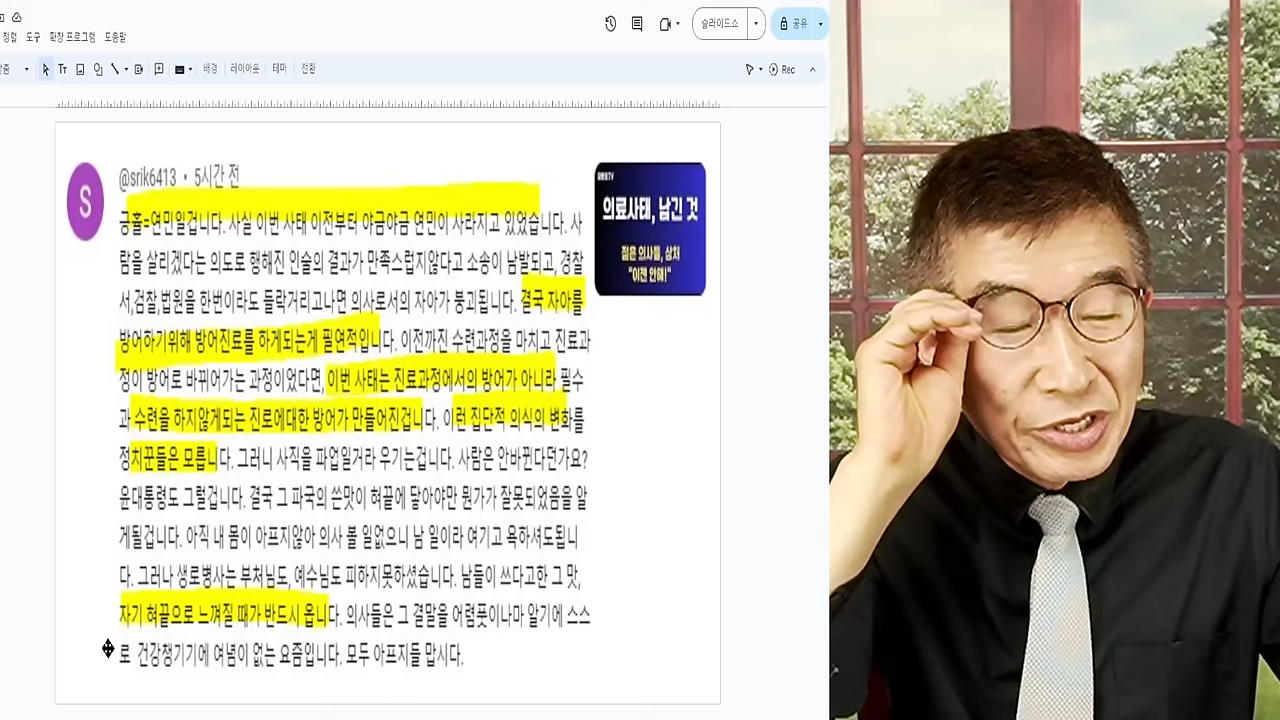 정렬 도구 확장 프로그램 도움말
슬라이드쇼
공유
배경 레이아웃 테마 전환
Rec
S
@srik6413 • 5시간 전
긍휼=연민일겁니다. 사실 이번 사태 이전부터 야금야금 연민이 사라지고 있었습니다. 사
람을 살리겠다는 의도로 행해진 인술의 결과가 만족스럽지않다고 소송이 남발되고, 경찰
서,검찰,법원을 한번이라도 들락거리고나면 의사로서의 자아가 붕괴됩니다. 결국 자아를
방어하기위해 방어진료를 하게되는게 필연적입니다. 이전까진 수련과정을 마치고 진료과
정이 방어로 바뀌어가는 과정이었다면, 이번 사태는 진료과정에서의 방어가 아니라 필수
과 수련을 하지않게되는 진로에대한 방어가 만들어진겁니다. 이런 집단적 의식의 변화를
정치꾼들은 모릅니다. 그러니 사직을 파업일거라 우기는겁니다. 사람은 안바뀐다던가요?
윤대통령도 그럴겁니다. 결국 그 파국의 쓴맛이 혀끝에 닿아야만 뭔가가 잘못되었음을 알
게될겁니다. 아직 내 몸이 아프지않아 의사 볼 일없으니 남 일이라 여기고 욕하셔도됩니
다. 그러나 생로병사는 부처님도, 예수님도 피하지못하셨습니다. 남들이 쓰다고한 그 맛,
자기 혀끝으로 느껴질 때가 반드시 옵니다. 의사들은 그 결말을 어렴풋이나마 알기에 스스
로 건강챙기기에 여념이 없는 요즘입니다. 모두 아프지들 맙시다.
의료사태, 남긴 것
젊은 의사들, 상처
"이젠 안해!"